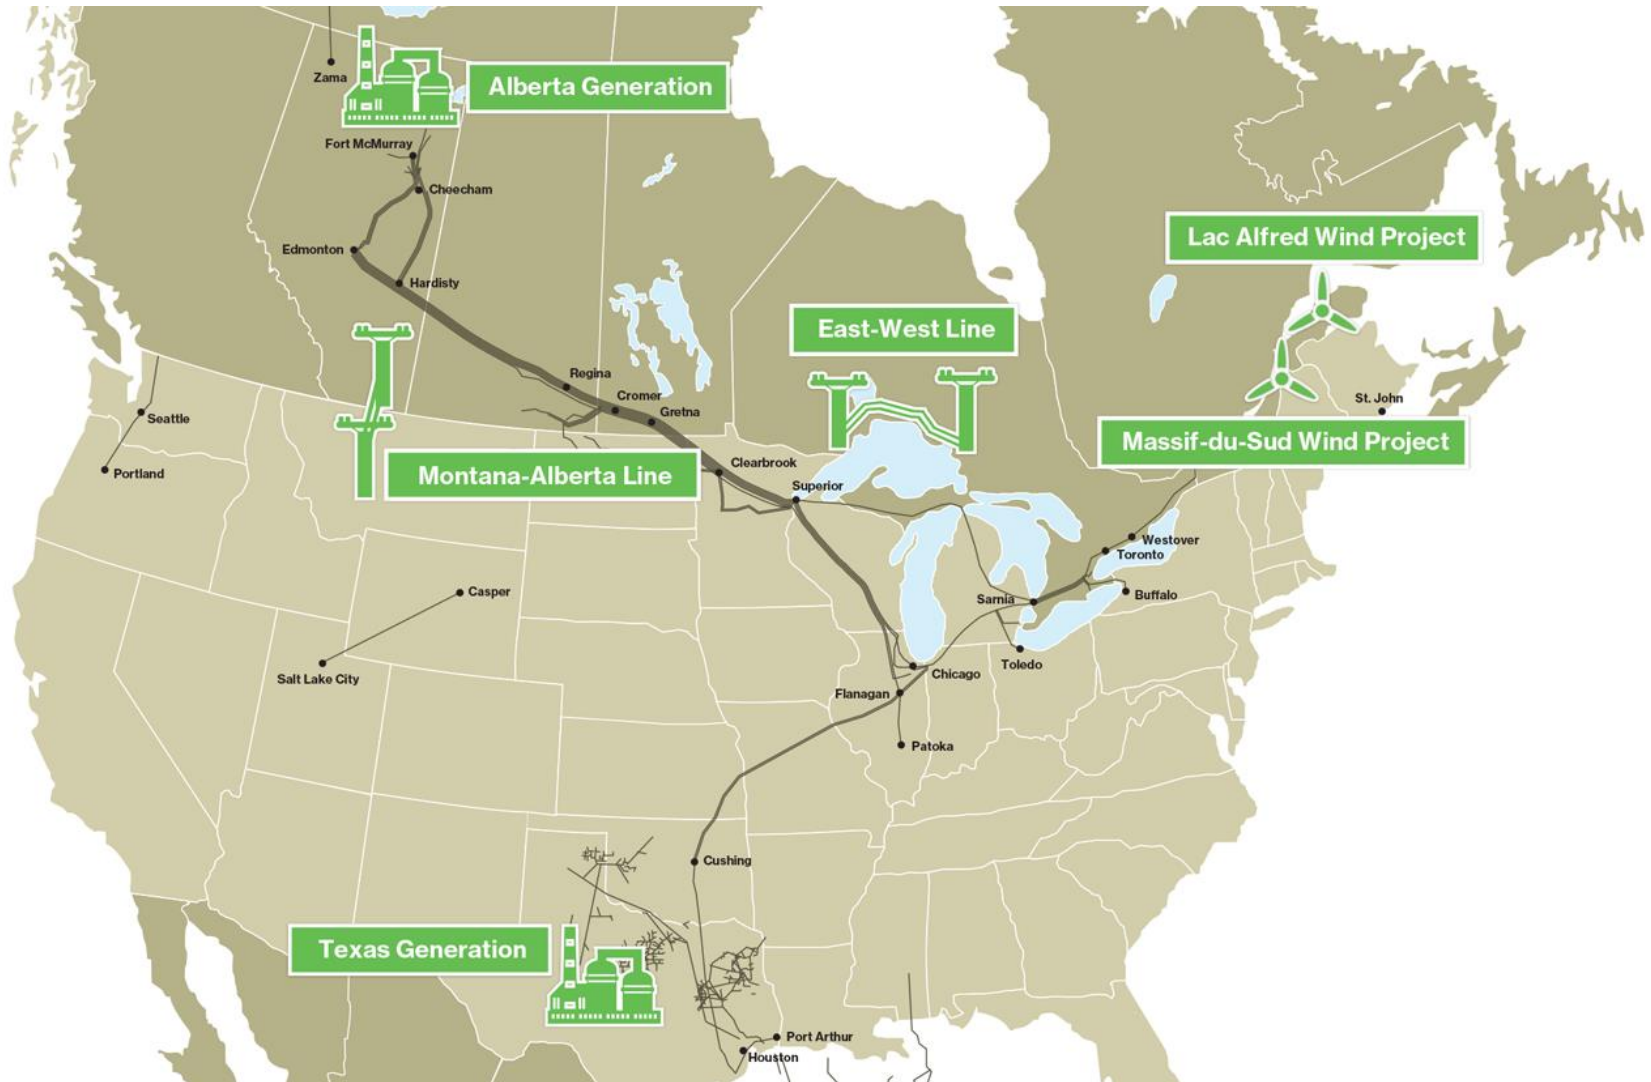 Zama
Alberta Generation
Fort McMurray
Cheecham
Lac Alfred Wind Project
Edmonton
Hardisty
East-West Line
Regina
Cromer
Gretna
St. John
Seattle
Massif-du-Sud Wind Project
Clearbrook
Portland
Montana-Alberta Line
Superior
Westover
Toronto
Casper
Sarnia
Buffalo
Toledo
Chicago
Salt Lake City
Flanagan
Patoka
Cushing
Texas Generation
Port Arthur
Houston